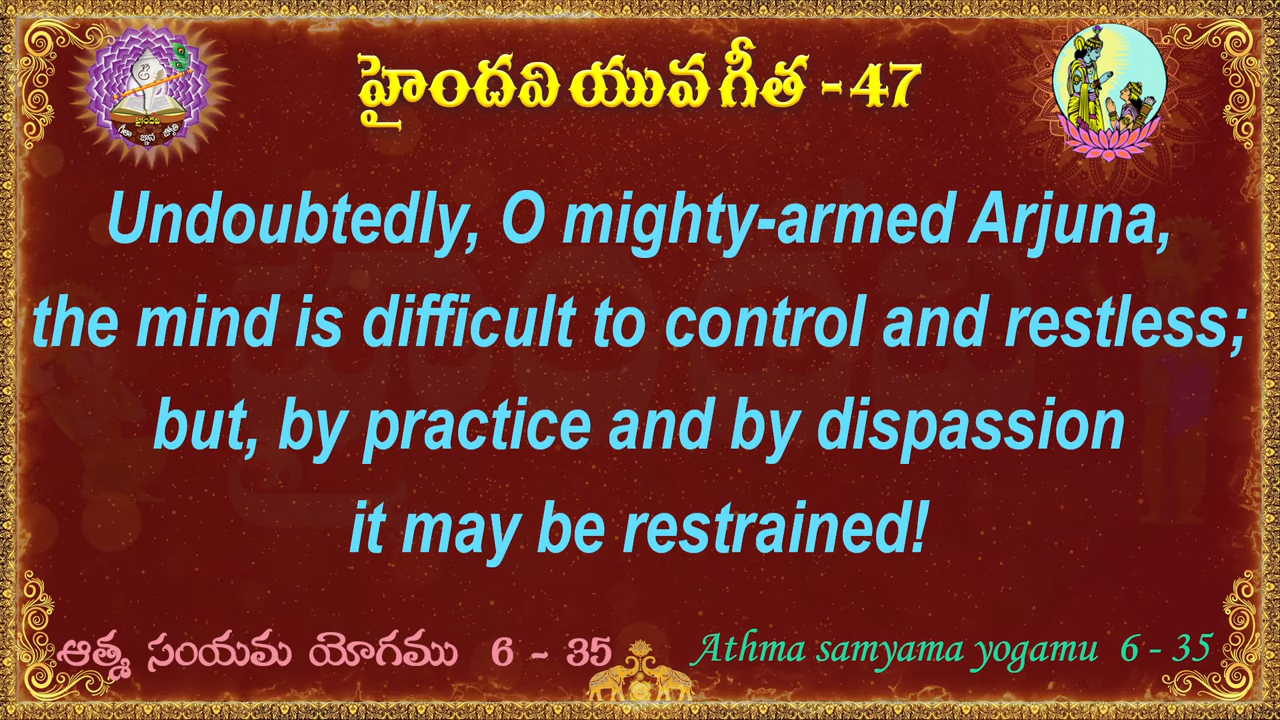 హైందవి యువ గీత - 47
Undoubtedly, O mighty-armed Arjuna,
the mind is difficult to control and restless;
but, by practice and by dispassion
it may be restrained!
ఆత్మ సంయమ యోగము 6 - 35
Athma samyama yogamu 6 - 35
హైందవి
గీతా జ్ఞాన జ్యోతి